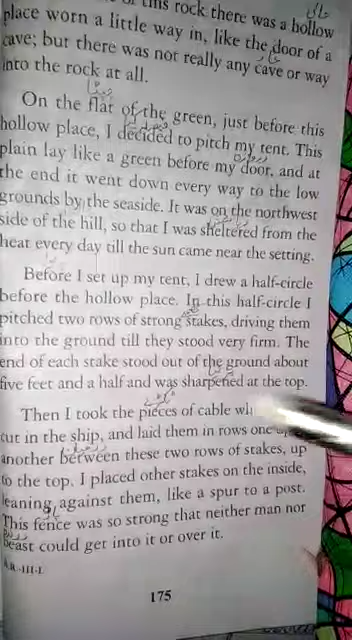 this rock there was a hollow
place worn a little way in, like the door of a
cave; but there was not really any cave or way
into the rock at all.
On the flat of the green, just before this
hollow place, I decided to pitch my tent. This
plain lay like a green before my door, and at
the end it went down every way to the low
grounds by the seaside. It was on the northwest
side of the hill, so that I was sheltered from the
heat every day till the sun came near the setting.
Before I set up my tent, I drew a half-circle
before the hollow place. In this half-circle I
pitched two rows of strong stakes, driving them
into the ground till they stood very firm. The
end of each stake stood out of the ground about
five feet and a half and was sharpened at the top.
Then I took the pieces of cable
cut in the ship, and laid them in rows one
another between these two rows of stakes, up
to the top. I placed other stakes on the inside,
leaning against them, like a spur to a post.
This fence was so strong that neither man nor
beast could get into it or over it.
175